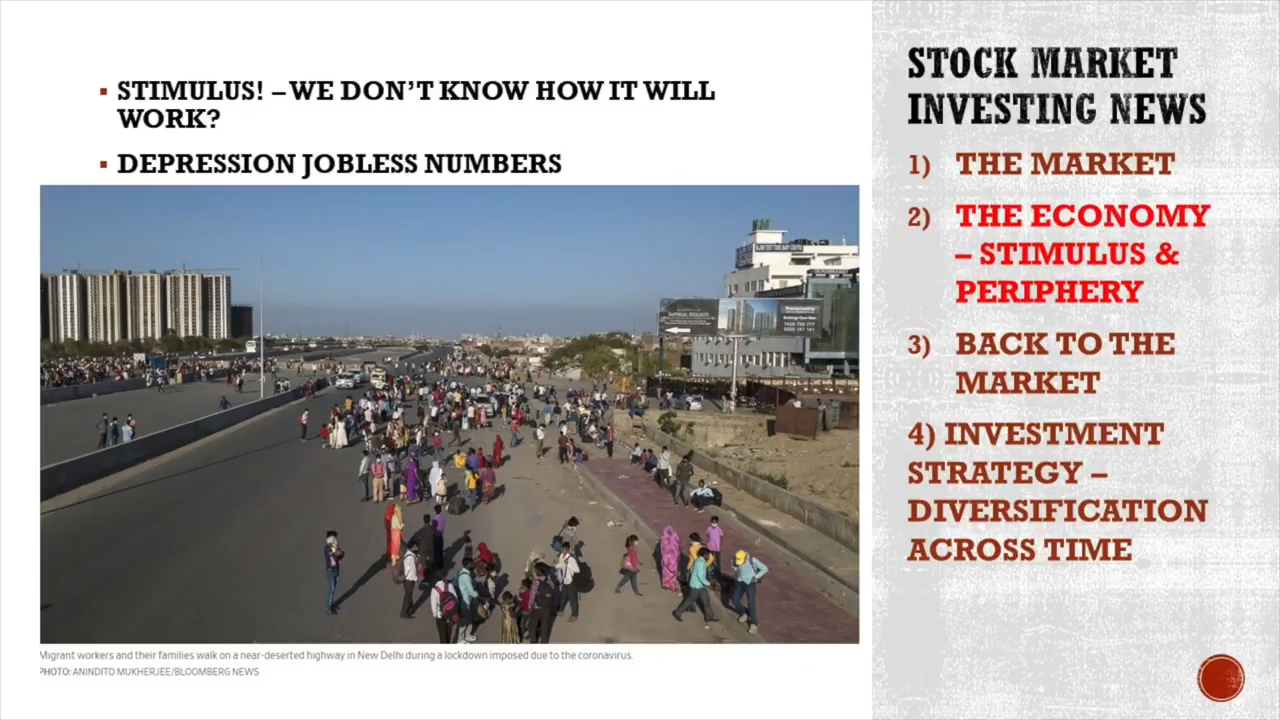 ▪ STIMULUS! – WE DON'T KNOW HOW IT WILL
WORK?
▪ DEPRESSION JOBLESS NUMBERS
Migrant workers and their families walk on a near-deserted highway in New Delhi during a lockdown imposed due to the coronavirus.
PHOTO: ANINDITO MUKHERJEE/BLOOMBERG NEWS
STOCK MARKET
INVESTING NEWS
1) THE MARKET
2) THE ECONOMY
– STIMULUS &
PERIPHERY
3) BACK TO THE
MARKET
4) INVESTMENT
STRATEGY –
DIVERSIFICATION
ACROSS TIME